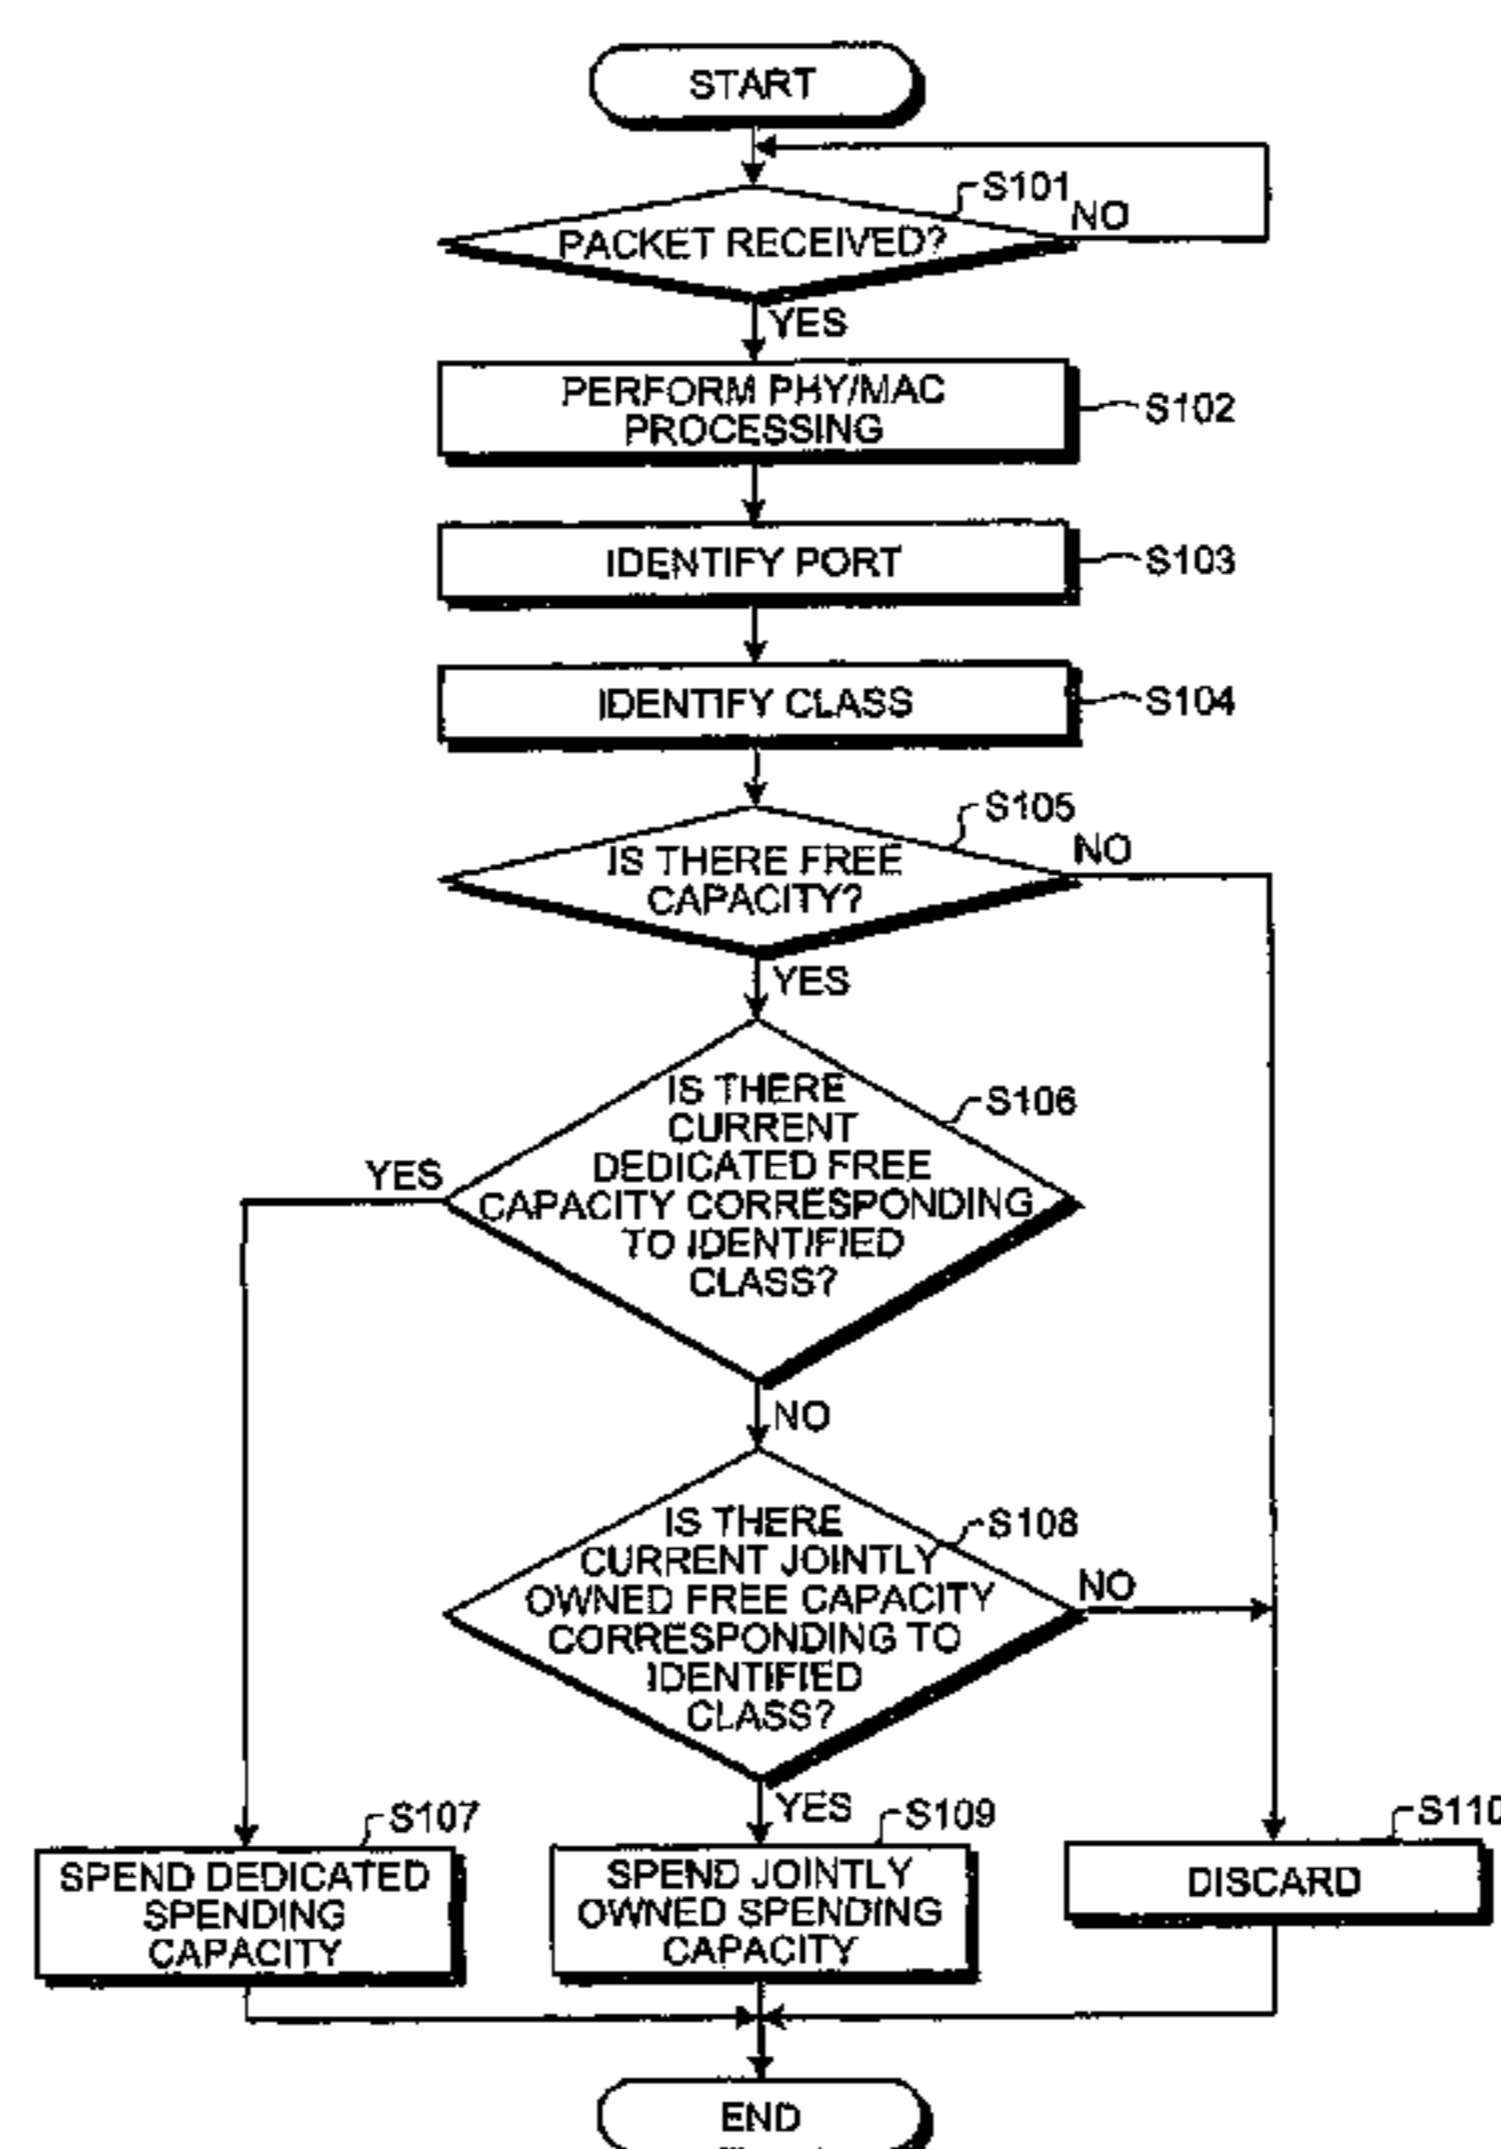 START
S101
NO
PACKET RECEIVED?
YES
PERFORM PHY/MAC
PROCESSING
S102
IDENTIFY PORT
S103
IDENTIFY CLASS
S104
S105
NO
IS THERE FREE
CAPACITY?
YES
IS THERE
CURRENT
DEDICATED FREE
CAPACITY CORRESPONDING
TO IDENTIFIED
CLASS?
S106
YES
NO
IS THERE
CURRENT JOINTLY
OWNED FREE CAPACITY
CORRESPONDING TO
IDENTIFIED
CLASS?
S108
NO
YES
S107
SPEND DEDICATED
SPENDING
CAPACITY
S109
SPEND JOINTLY
OWNED SPENDING
CAPACITY
S110
DISCARD
END